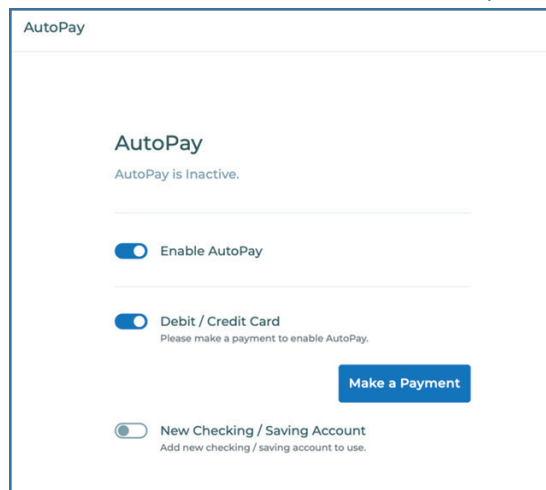 AutoPay
AutoPay
AutoPay is Inactive.
Enable AutoPay
Debit / Credit Card
Please make a payment to enable AutoPay.
Make a Payment
New Checking / Saving Account
Add new checking / saving account to use.